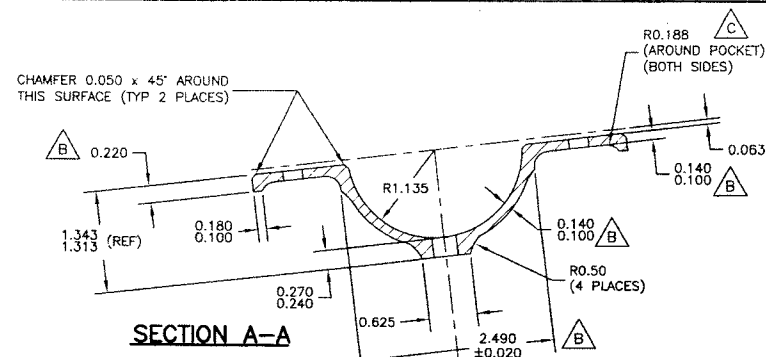 C
R0.188
(AROUND POCKET)
(BOTH SIDES)
CHAMFER 0.050 x 45° AROUND
THIS SURFACE (TYP 2 PLACES)
B 0.220
0.063
R1.135
0.140
0.100 B
0.180
0.100
0.140
0.100 B
1.343
1.313 (REF)
R0.50
(4 PLACES)
0.270
0.240
0.625
2.490
±0.020 B
SECTION A-A